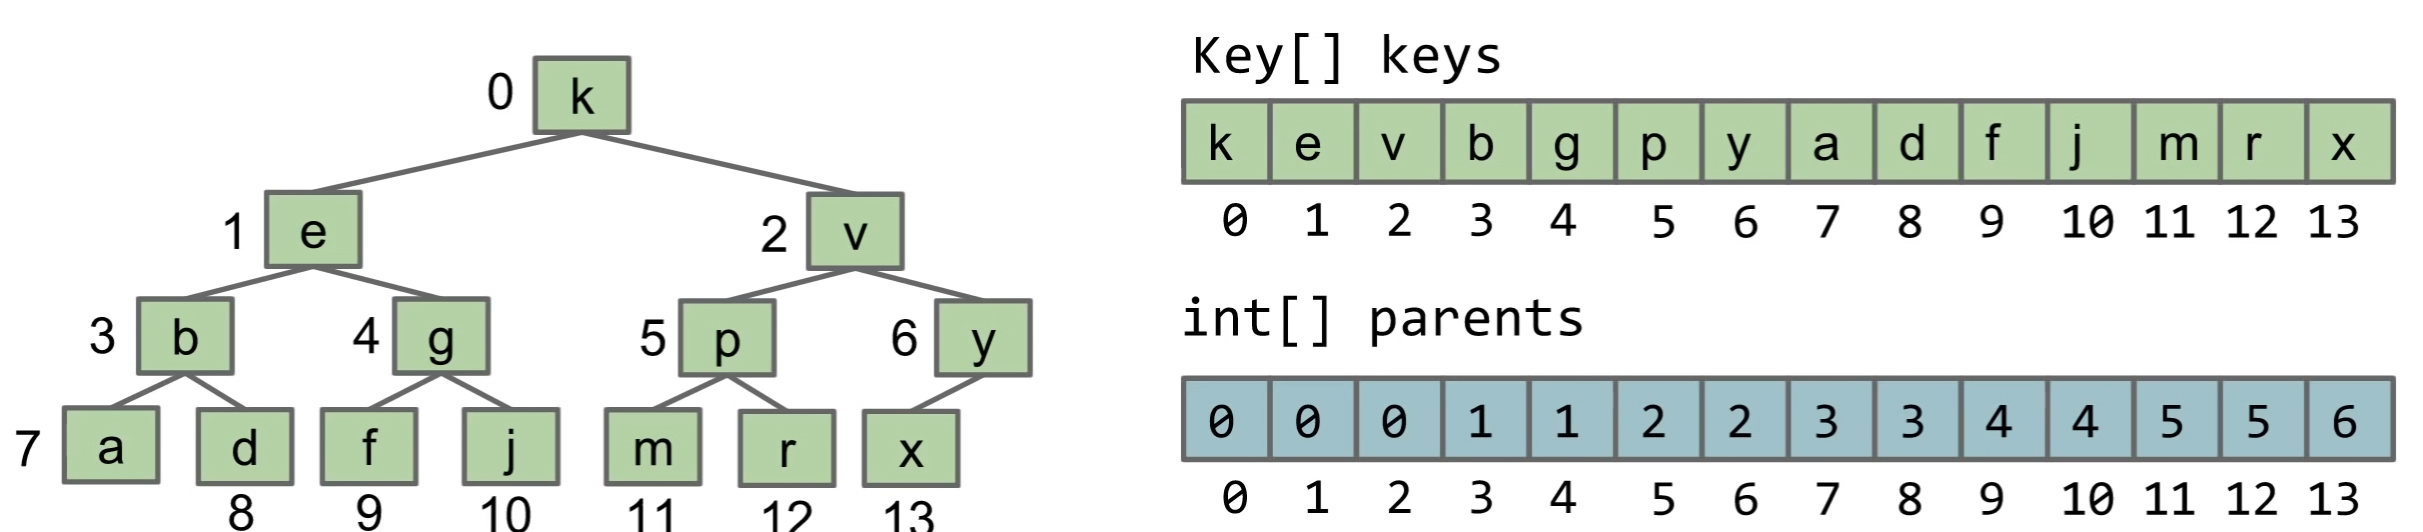 0 k
1 e 2 v
3 b 4 g 5 p 6 y
7 a d f j m r x
8 9 10 11 12 13
Key[] keys
k e v b g p y a d f j m r x
0 1 2 3 4 5 6 7 8 9 10 11 12 13
int[] parents
0 0 0 1 1 2 2 3 3 4 4 5 5 6
0 1 2 3 4 5 6 7 8 9 10 11 12 13